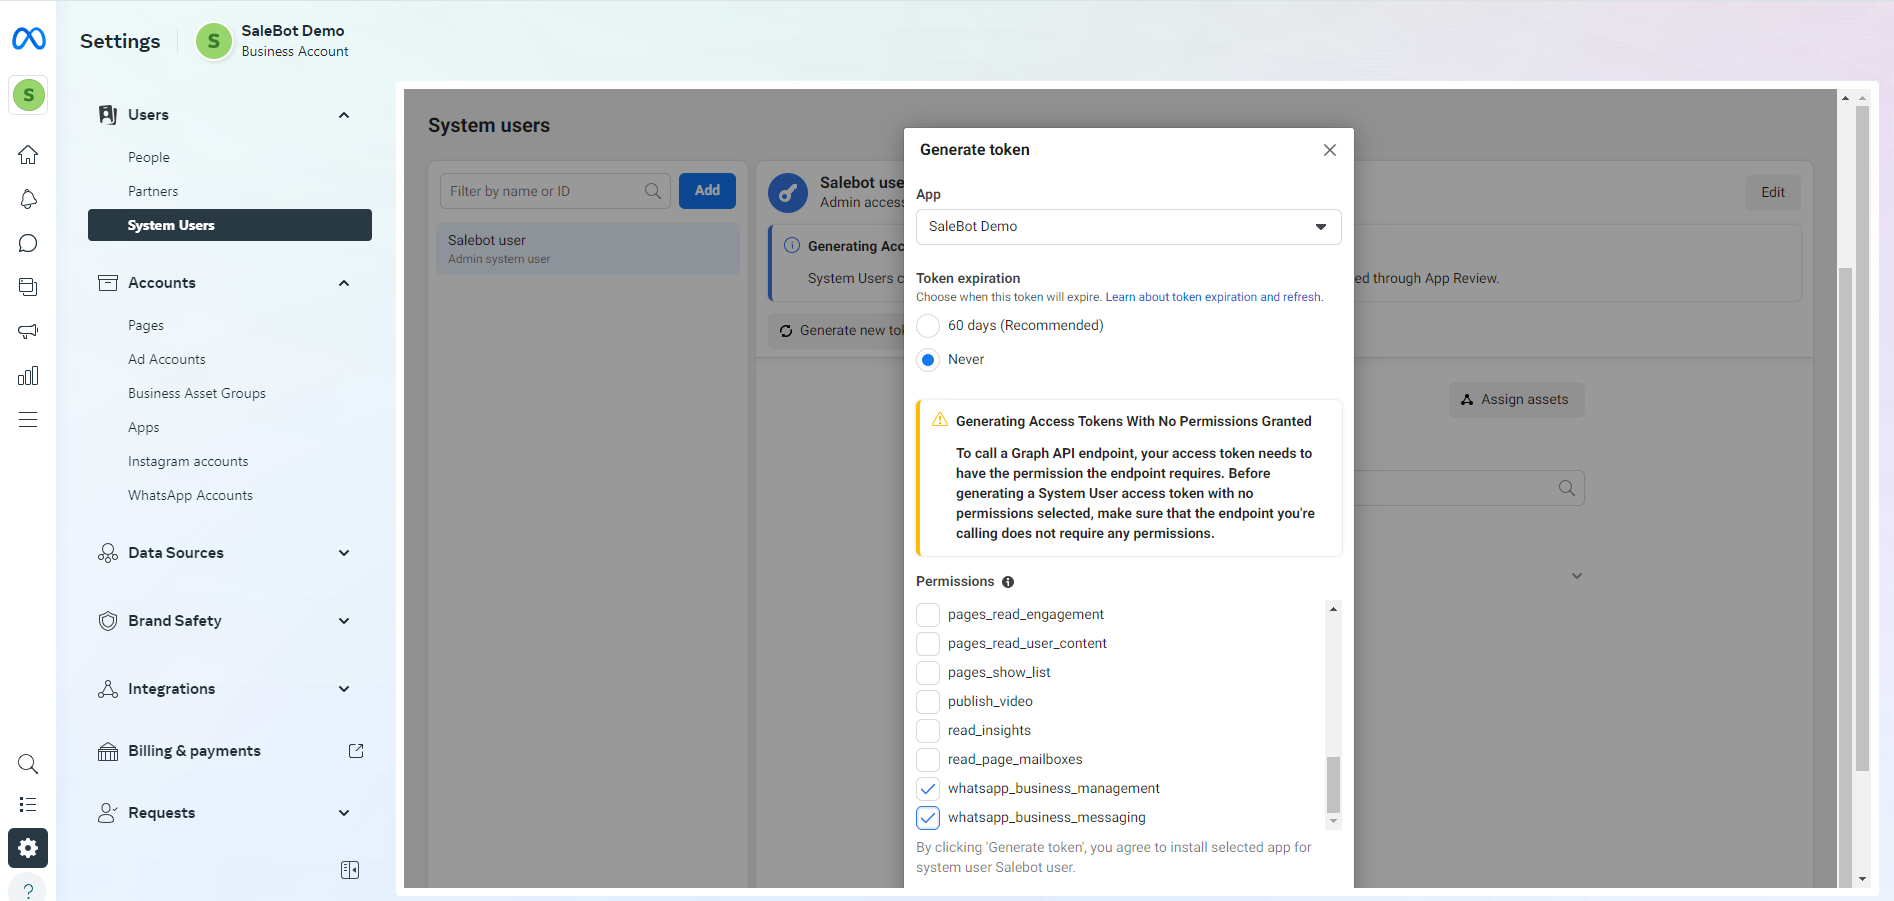 Settings
S
SaleBot Demo
Business Account
S
Users
People
Partners
System Users
Accounts
Pages
Ad Accounts
Business Asset Groups
Apps
Instagram accounts
WhatsApp Accounts
Data Sources
Brand Safety
Integrations
Billing & payments
Requests
?
System users
Filter by name or ID
Add
Salebot user
Admin system user
Salebot use
Admin access
Edit
Generating Acc
System Users c
ed through App Review.
Generate new tok
Assign assets
Generate token
App
SaleBot Demo
Token expiration
Choose when this token will expire. Learn about token expiration and refresh.
60 days (Recommended)
Never
Generating Access Tokens With No Permissions Granted
To call a Graph API endpoint, your access token needs to
have the permission the endpoint requires. Before
generating a System User access token with no
permissions selected, make sure that the endpoint you're
calling does not require any permissions.
Permissions
pages_read_engagement
pages_read_user_content
pages_show_list
publish_video
read_insights
read_page_mailboxes
whatsapp_business_management
whatsapp_business_messaging
By clicking 'Generate token', you agree to install selected app for
system user Salebot user.